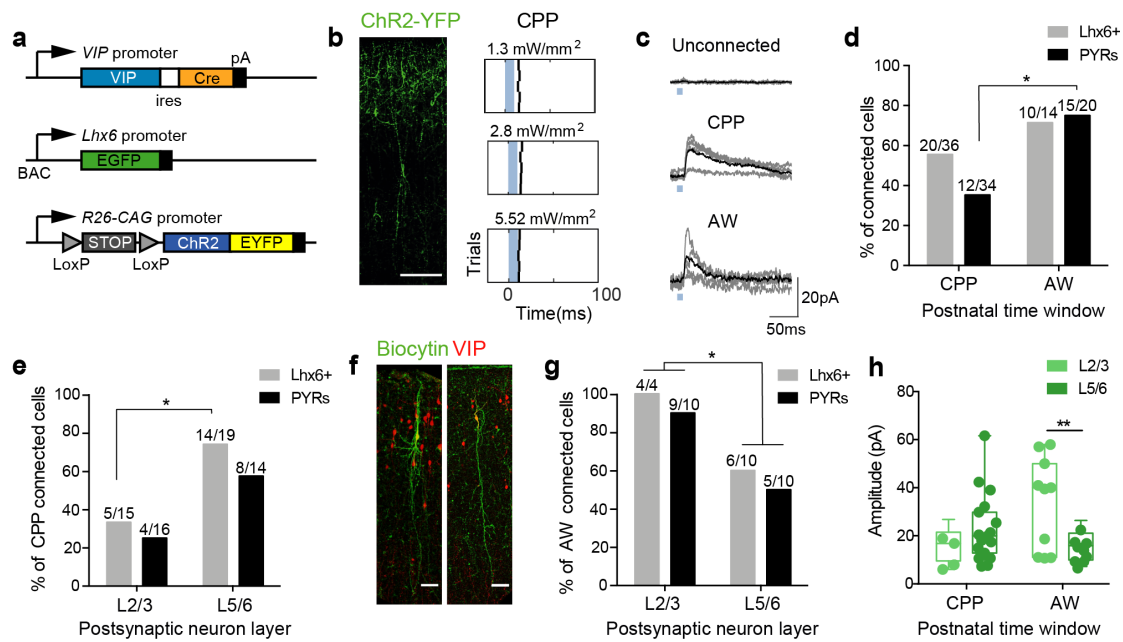 a
VIP promoter
pA
VIP
Cre
ires
Lhx6 promoter
EGFP
BAC
R26-CAG promoter
STOP
ChR2
EYFP
LoxP
LoxP
b
ChR2-YFP
CPP
1.3 mW/mm2
2.8 mW/mm2
5.52 mW/mm2
Trials
0
100
Time(ms)
c
Unconnected
CPP
AW
20pA
50ms
d
Lhx6+
PYRs
% of connected cells
100
80
60
40
20
0
*
20/36
12/34
10/14
15/20
CPP
AW
Postnatal time window
e
Lhx6+
PYRs
% of CPP connected cells
100
80
60
40
20
0
*
5/15
4/16
14/19
8/14
L2/3
L5/6
Postsynaptic neuron layer
f
Biocytin VIP
g
Lhx6+
PYRs
% of AW connected cells
100
80
60
40
20
0
*
4/4
9/10
6/10
5/10
L2/3
L5/6
Postsynaptic neuron layer
h
L2/3
L5/6
Amplitude (pA)
80
60
40
20
0
**
CPP
AW
Postnatal time window